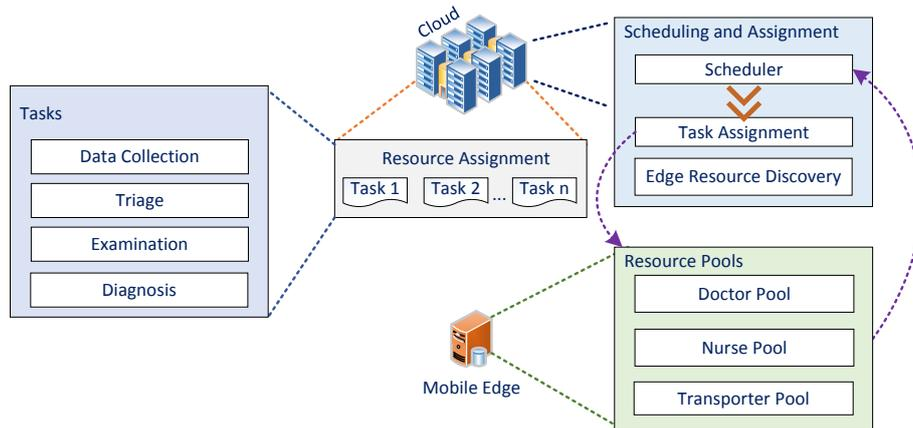 Cloud
Tasks
Data Collection
Triage
Examination
Diagnosis
Resource Assignment
Task 1 Task 2 ... Task n
Scheduling and Assignment
Scheduler
Task Assignment
Edge Resource Discovery
Mobile Edge
Resource Pools
Doctor Pool
Nurse Pool
Transporter Pool